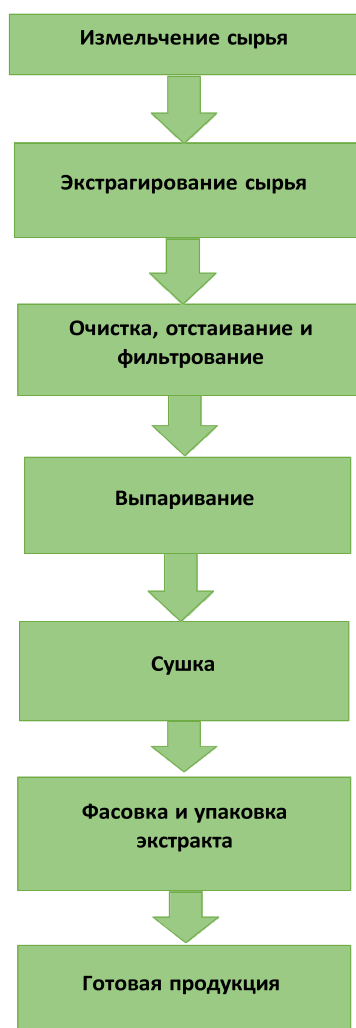 Измельчение сырья
Экстрагирование сырья
Очистка, отстаивание и
фильтрование
Выпаривание
Сушка
Фасовка и упаковка
экстракта
Готовая продукция